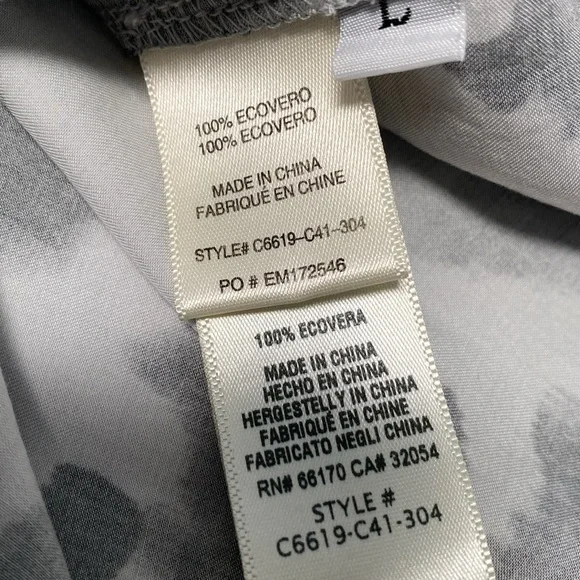 L
100% ECOVERO
100% ECOVERO
MADE IN CHINA
FABRIQUÉ EN CHINE
STYLE# C6619-C41-304
PO # EM172546
100% ECOVERA
MADE IN CHINA
HECHO EN CHINA
HERGESTELLY IN CHINA
FABRIQUÉ EN CHINE
FABRICATO NEGLI CHINA
RN# 66170 CA# 32054
STYLE #
C6619-C41-304